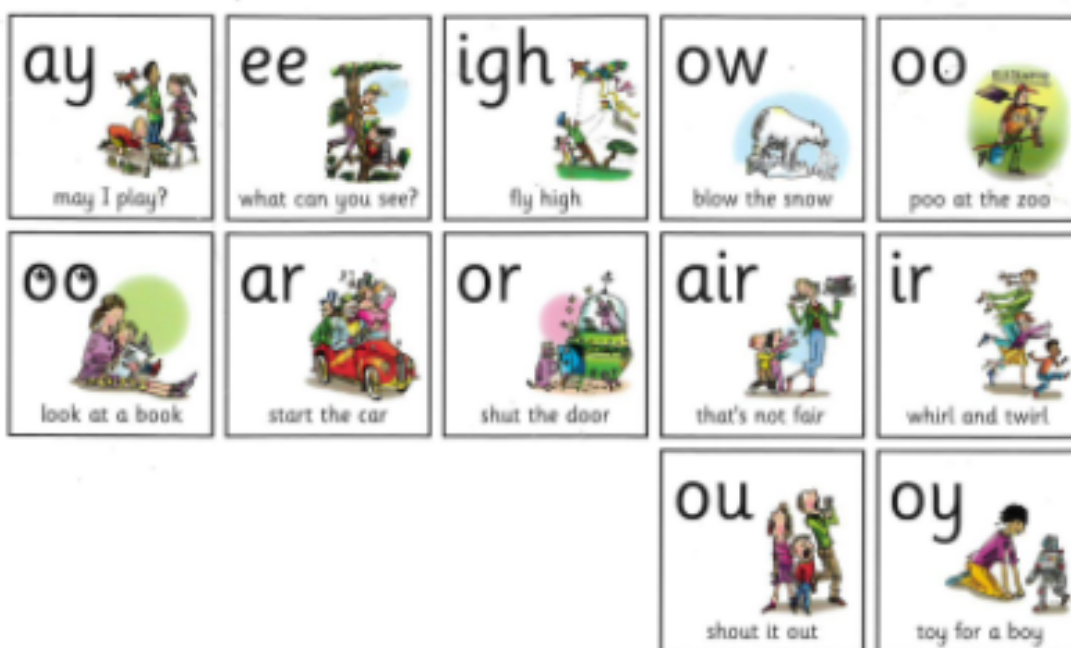 ay
may I play?
ee
what can you see?
igh
fly high
ow
blow the snow
oo
poo at the zoo
oo
look at a book
ar
start the car
or
shut the door
air
that's not fair
ir
whirl and twirl
ou
shout it out
oy
toy for a boy